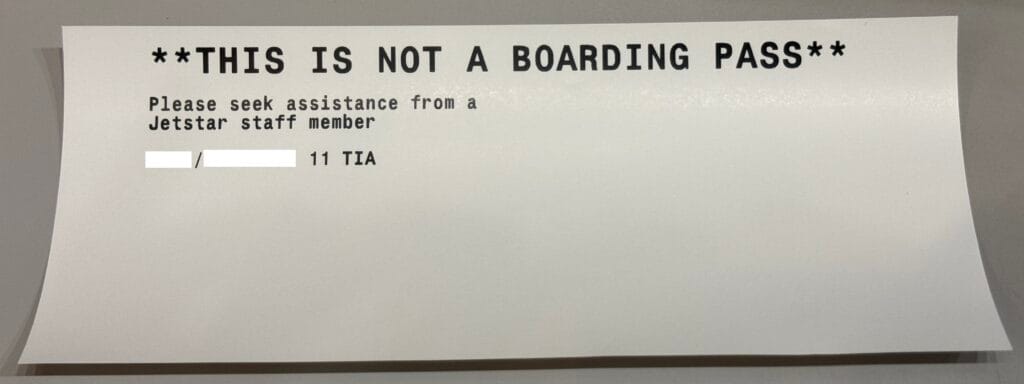 **THIS IS NOT A BOARDING PASS**
Please seek assistance from a
Jetstar staff member
/ 11 TIA